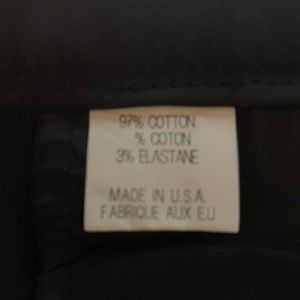 97% COTTON
% COTON
3% ELASTANE
MADE IN U.S.A.
FABRIQUE AUX E.U